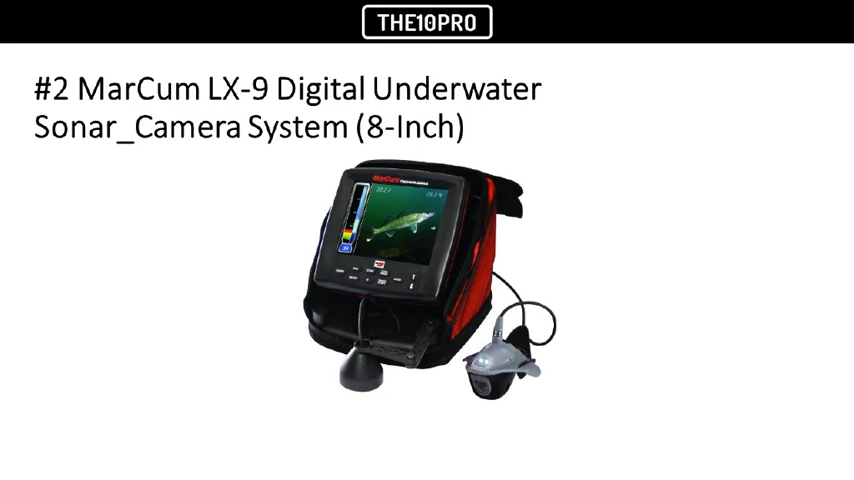 THE10PRO
#2 MarCum LX-9 Digital Underwater
Sonar_Camera System (8-Inch)
MarCum